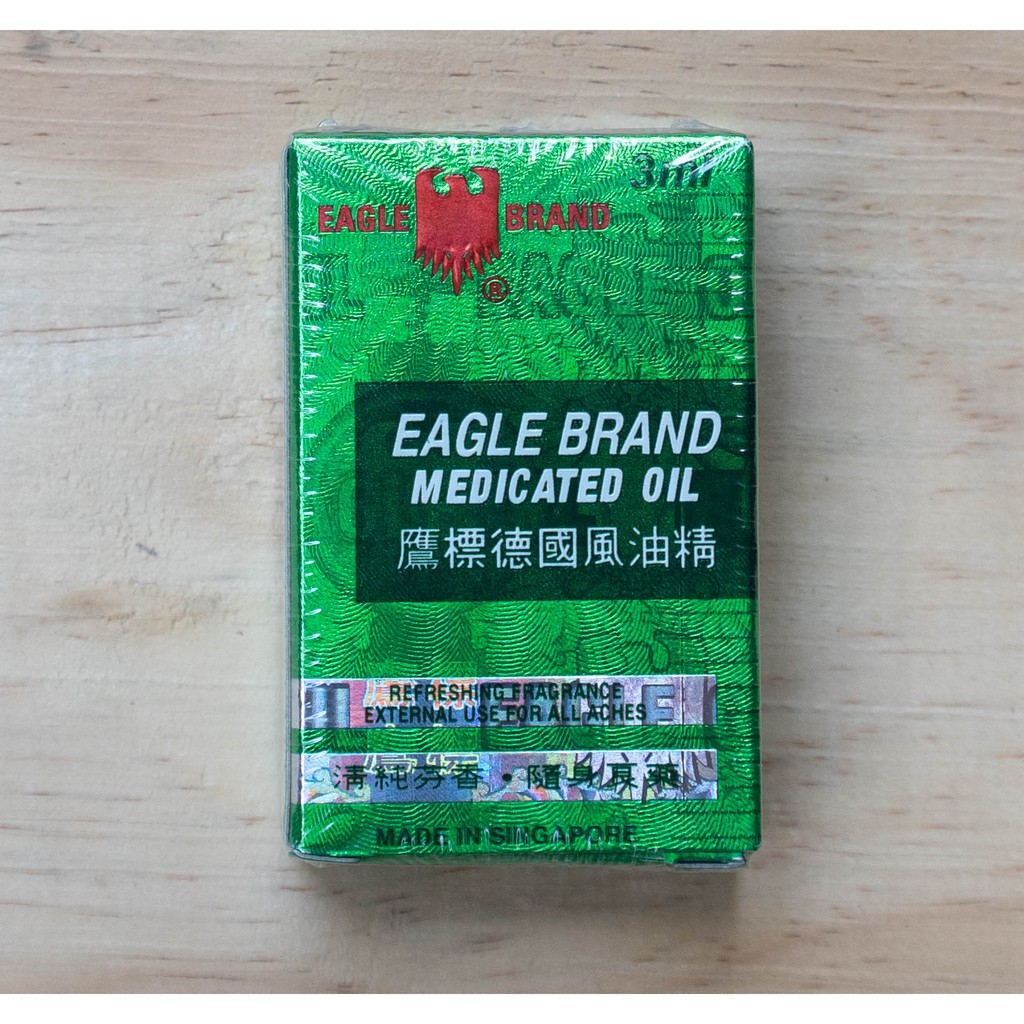 3ml
EAGLE BRAND
®
EAGLE BRAND
MEDICATED OIL
鷹標德國風油精
REFRESHING FRAGRANCE
EXTERNAL USE FOR ALL ACHES
清純芬香・隨身良藥
MADE IN SINGAPORE